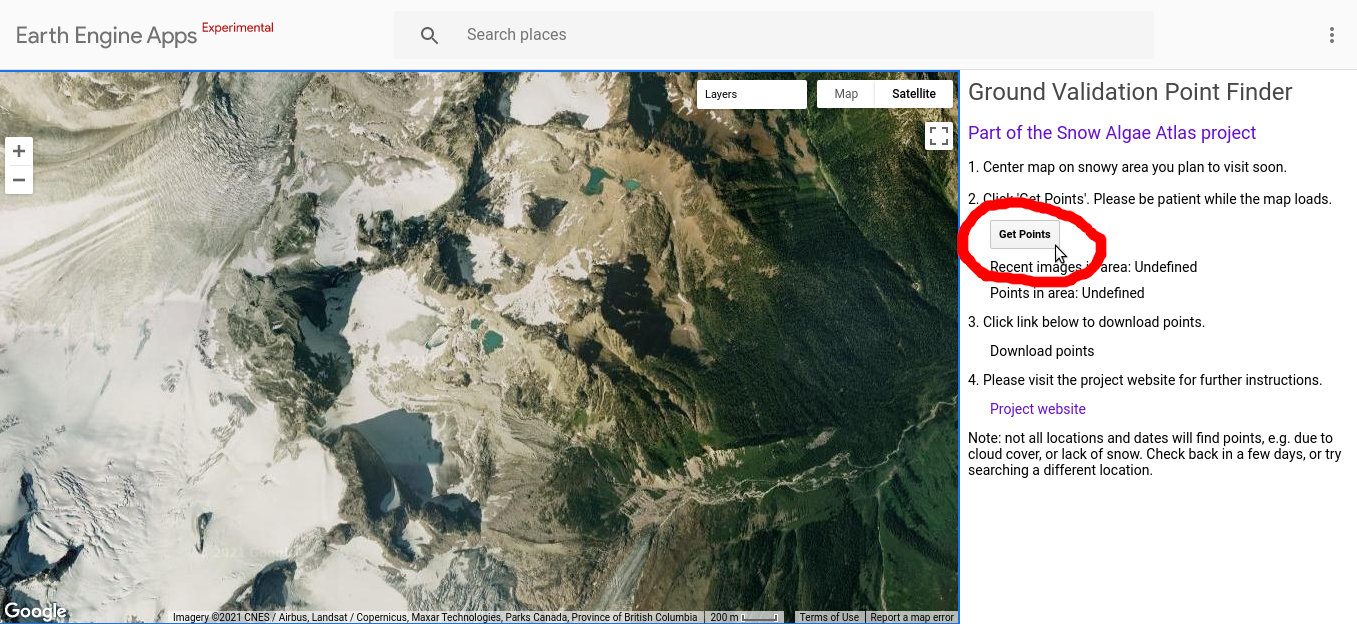 Earth Engine Apps Experimental
Search places
Layers
Map
Satellite
+
−
Ground Validation Point Finder
Part of the Snow Algae Atlas project
1. Center map on snowy area you plan to visit soon.
2. Click 'Get Points'. Please be patient while the map loads.
Get Points
Recent images in area: Undefined
Points in area: Undefined
3. Click link below to download points.
Download points
4. Please visit the project website for further instructions.
Project website
Note: not all locations and dates will find points, e.g. due to
cloud cover, or lack of snow. Check back in a few days, or try
searching a different location.
© 2021 Google
Google
Imagery ©2021 CNES / Airbus, Landsat / Copernicus, Maxar Technologies, Parks Canada, Province of British Columbia
200 m
Terms of Use
Report a map error